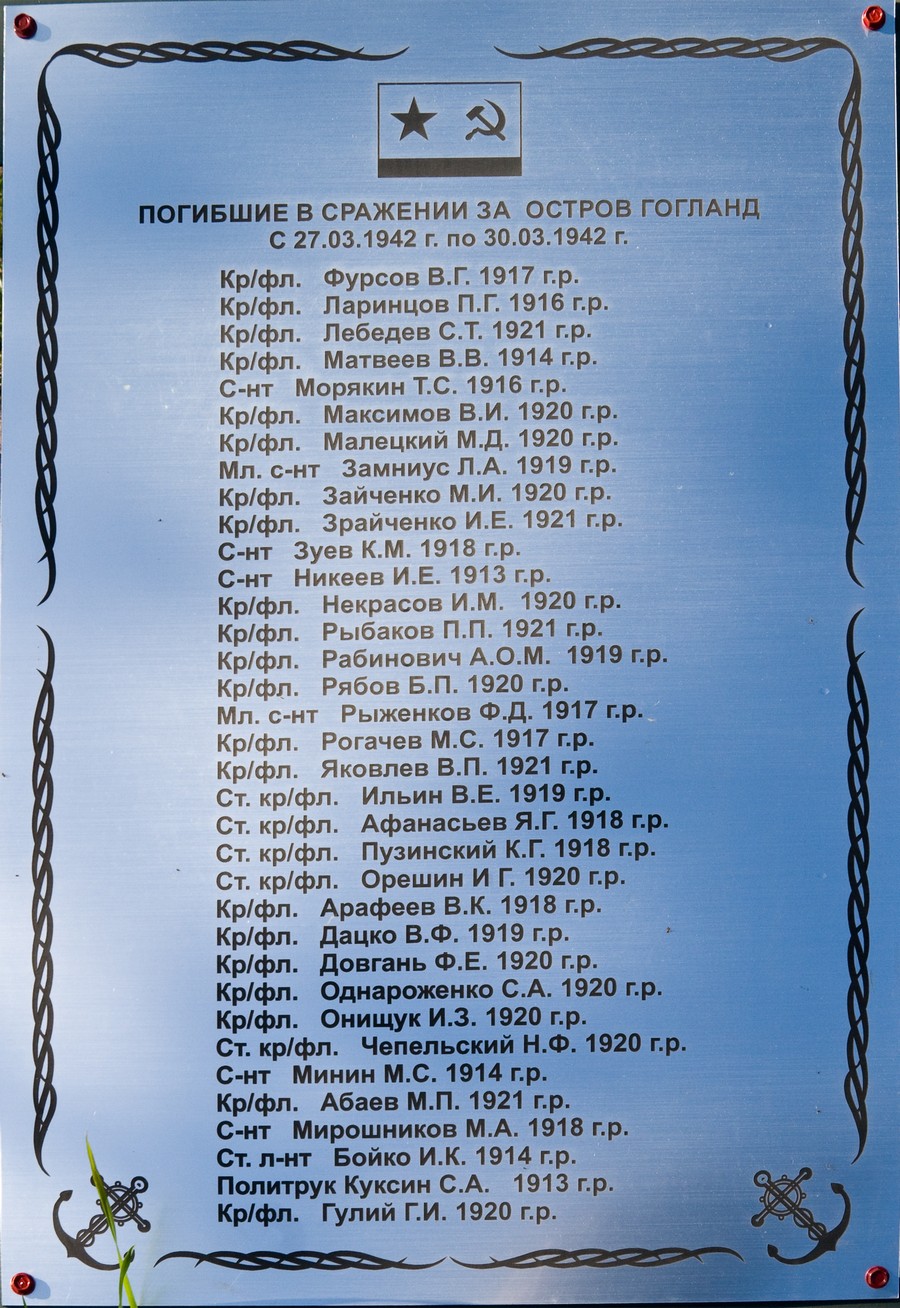 ПОГИБШИЕ В СРАЖЕНИИ ЗА ОСТРОВ ГОГЛАНД
С 27.03.1942 г. по 30.03.1942 г.
Кр/фл. Фурсов В.Г. 1917 г.р.
Кр/фл. Ларинцов П.Г. 1916 г.р.
Кр/фл. Лебедев С.Т. 1921 г.р.
Кр/фл. Матвеев В.В. 1914 г.р.
С-нт Морякин Т.С. 1916 г.р.
Кр/фл. Максимов В.И. 1920 г.р.
Кр/фл. Малецкий М.Д. 1920 г.р.
Мл. с-нт Замниус Л.А. 1919 г.р.
Кр/фл. Зайченко М.И. 1920 г.р.
Кр/фл. Зрайченко И.Е. 1921 г.р.
С-нт Зуев К.М. 1918 г.р.
С-нт Никеев И.Е. 1913 г.р.
Кр/фл. Некрасов И.М. 1920 г.р.
Кр/фл. Рыбаков П.П. 1921 г.р.
Кр/фл. Рабинович А.О.М. 1919 г.р.
Кр/фл. Рябов Б.П. 1920 г.р.
Мл. с-нт Рыженков Ф.Д. 1917 г.р.
Кр/фл. Рогачев М.С. 1917 г.р.
Кр/фл. Яковлев В.П. 1921 г.р.
Ст. кр/фл. Ильин В.Е. 1919 г.р.
Ст. кр/фл. Афанасьев Я.Г. 1918 г.р.
Ст. кр/фл. Пузинский К.Г. 1918 г.р.
Ст. кр/фл. Орешин И Г. 1920 г.р.
Кр/фл. Арафеев В.К. 1918 г.р.
Кр/фл. Дацко В.Ф. 1919 г.р.
Кр/фл. Довгань Ф.Е. 1920 г.р.
Кр/фл. Однароженко С.А. 1920 г.р.
Кр/фл. Онищук И.З. 1920 г.р.
Ст. кр/фл. Чепельский Н.Ф. 1920 г.р.
С-нт Минин М.С. 1914 г.р.
Кр/фл. Абаев М.П. 1921 г.р.
С-нт Мирошников М.А. 1918 г.р.
Ст. л-нт Бойко И.К. 1914 г.р.
Политрук Куксин С.А. 1913 г.р.
Кр/фл. Гулий Г.И. 1920 г.р.